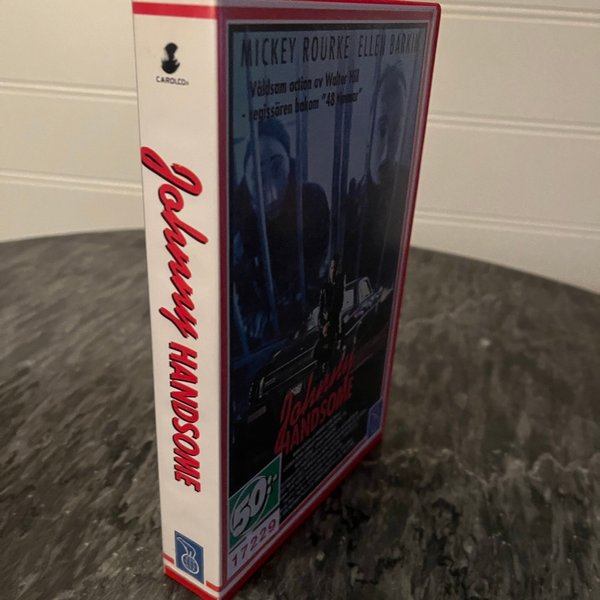 CAROLCO
Johnny HANDSOME
MICKEY ROURKE ELLEN BARKIN
Våldsam action av Walter Hill
- regissören bakom "48 timmar"
Johnny
HANDSOME
50:-
17229